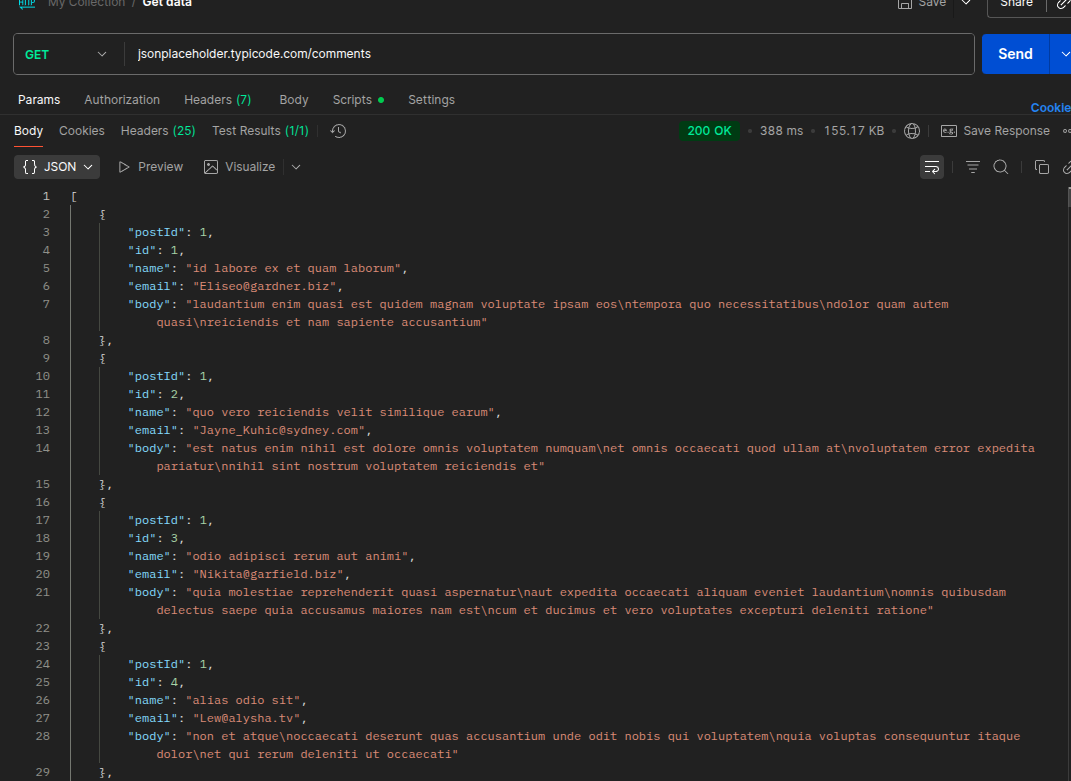 HTTP My Collection / Get data Save Share
GET jsonplaceholder.typicode.com/comments Send
Params Authorization Headers (7) Body Scripts Settings
Cookie
Body Cookies Headers (25) Test Results (1/1) 200 OK 388 ms 155.17 KB e.g. Save Response
{} JSON Preview Visualize
1 [
2 {
3 "postId": 1,
4 "id": 1,
5 "name": "id labore ex et quam laborum",
6 "email": "Eliseo@gardner.biz",
7 "body": "laudantium enim quasi est quidem magnam voluptate ipsam eos\ntempora quo necessitatibus\ndolor quam autem
quasi\nreiciendis et nam sapiente accusantium"
8 },
9 {
10 "postId": 1,
11 "id": 2,
12 "name": "quo vero reiciendis velit similique earum",
13 "email": "Jayne_Kuhic@sydney.com",
14 "body": "est natus enim nihil est dolore omnis voluptatem numquam\net omnis occaecati quod ullam at\nvoluptatem error expedita
pariatur\nnihil sint nostrum voluptatem reiciendis et"
15 },
16 {
17 "postId": 1,
18 "id": 3,
19 "name": "odio adipisci rerum aut animi",
20 "email": "Nikita@garfield.biz",
21 "body": "quia molestiae reprehenderit quasi aspernatur\naut expedita occaecati aliquam eveniet laudantium\nomnis quibusdam
delectus saepe quia accusamus maiores nam est\ncum et ducimus et vero voluptates excepturi deleniti ratione"
22 },
23 {
24 "postId": 1,
25 "id": 4,
26 "name": "alias odio sit",
27 "email": "Lew@alysha.tv",
28 "body": "non et atque\noccaecati deserunt quas accusantium unde odit nobis qui voluptatem\nquia voluptas consequuntur itaque
dolor\net qui rerum deleniti ut occaecati"
29 },